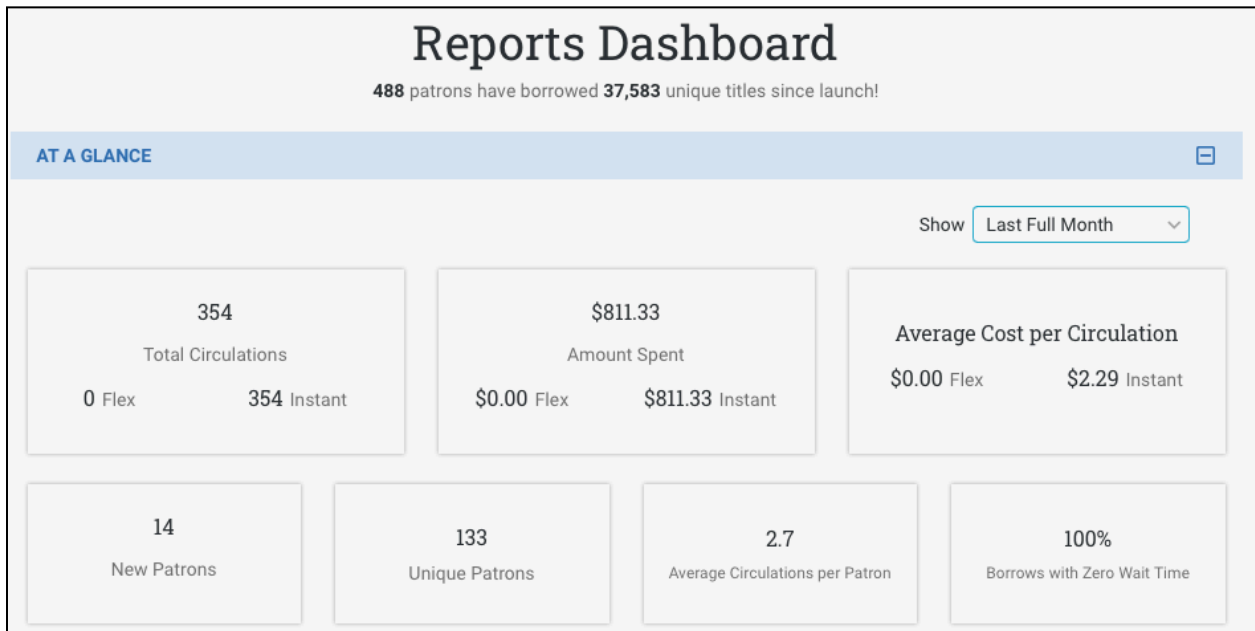 Reports Dashboard
488 patrons have borrowed 37,583 unique titles since launch!
AT A GLANCE
Show Last Full Month
354
Total Circulations
0 Flex 354 Instant
$811.33
Amount Spent
$0.00 Flex $811.33 Instant
Average Cost per Circulation
$0.00 Flex $2.29 Instant
14
New Patrons
133
Unique Patrons
2.7
Average Circulations per Patron
100%
Borrows with Zero Wait Time